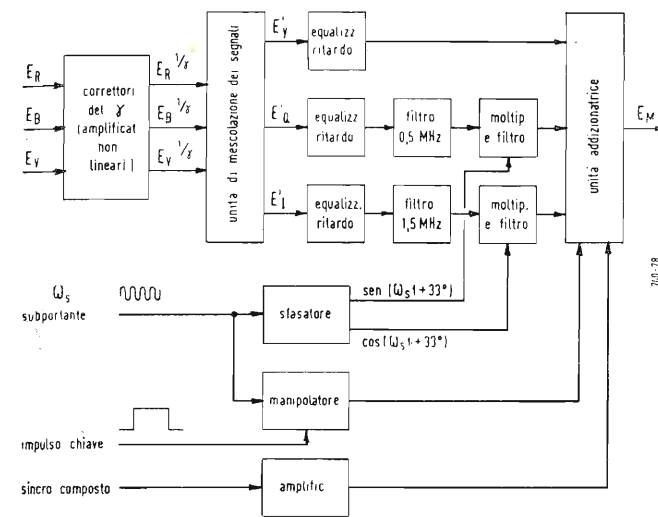 E_R
E_B
E_V
correttori
del γ
(amplificat
non
lineari)
E_R^{1/γ}
E_B^{1/γ}
E_V^{1/γ}
unità di mescolazione dei segnali
E'_y
E'_Q
E'_I
equalizz
ritardo
equalizz
ritardo
filtro
0,5 MHz
moltip
e filtro
equalizz.
ritardo
filtro
1,5 MHz
moltip.
e filtro
unità addizionatrice
E_M
ω_s
subportante
sfasatore
sen (ω_s t + 33°)
cos (ω_s t + 33°)
manipolatore
impulso chiave
sincro composto
amplific
740-78